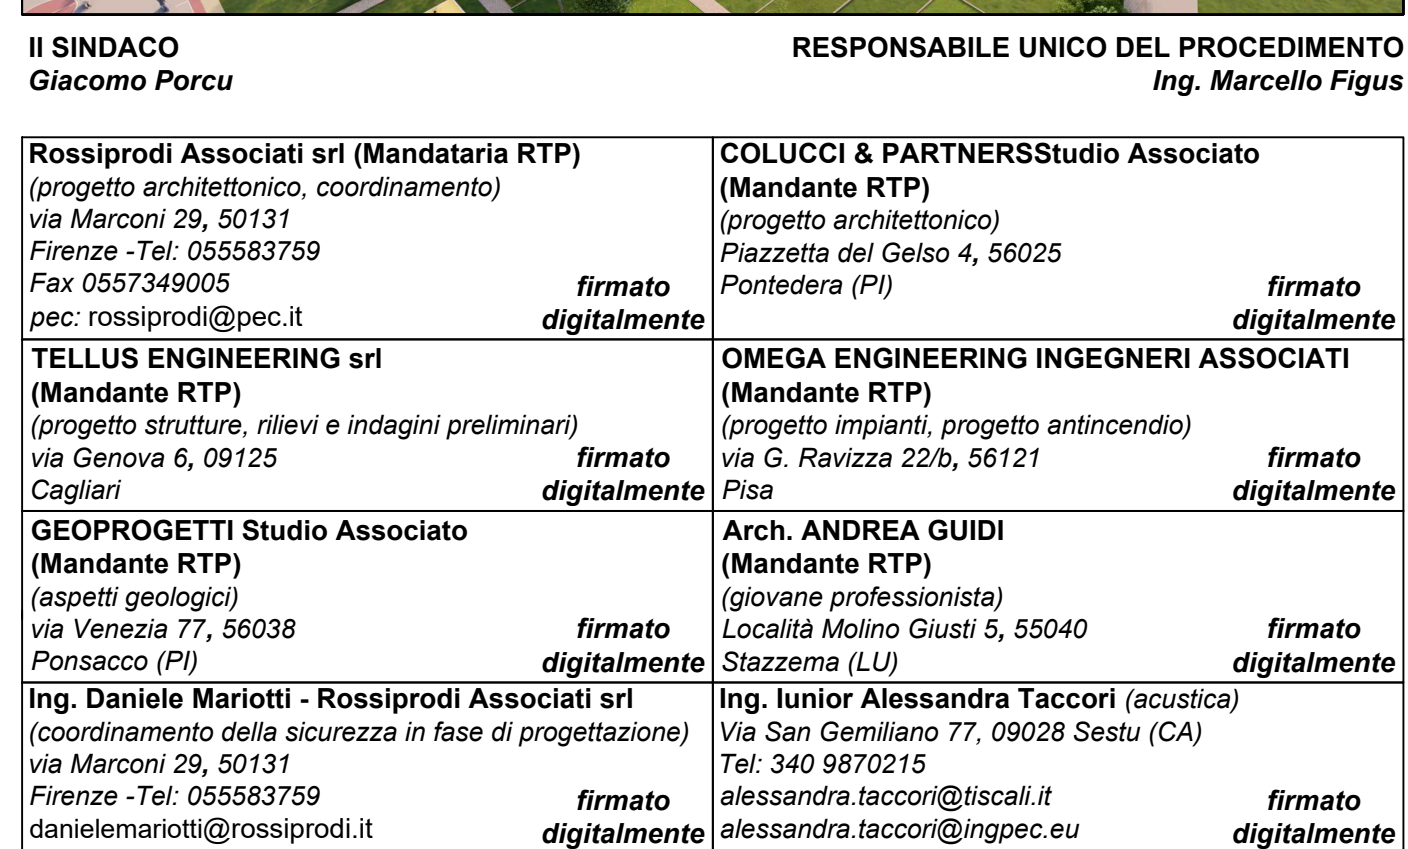 Il SINDACO
Giacomo Porcu
RESPONSABILE UNICO DEL PROCEDIMENTO
Ing. Marcello Figus
Rossiprodi Associati srl (Mandataria RTP)
(progetto architettonico, coordinamento)
via Marconi 29, 50131
Firenze -Tel: 055583759
Fax 0557349005
pec: rossiprodi@pec.it
firmato
digitalmente
COLUCCI & PARTNERSStudio Associato
(Mandante RTP)
(progetto architettonico)
Piazzetta del Gelso 4, 56025
Pontedera (PI)
firmato
digitalmente
TELLUS ENGINEERING srl
(Mandante RTP)
(progetto strutture, rilievi e indagini preliminari)
via Genova 6, 09125
Cagliari
firmato
digitalmente
OMEGA ENGINEERING INGEGNERI ASSOCIATI
(Mandante RTP)
(progetto impianti, progetto antincendio)
via G. Ravizza 22/b, 56121
Pisa
firmato
digitalmente
GEOPROGETTI Studio Associato
(Mandante RTP)
(aspetti geologici)
via Venezia 77, 56038
Ponsacco (PI)
firmato
digitalmente
Arch. ANDREA GUIDI
(Mandante RTP)
(giovane professionista)
Località Molino Giusti 5, 55040
Stazzema (LU)
firmato
digitalmente
Ing. Daniele Mariotti - Rossiprodi Associati srl
(coordinamento della sicurezza in fase di progettazione)
via Marconi 29, 50131
Firenze -Tel: 055583759
danielemariotti@rossiprodi.it
firmato
digitalmente
Ing. Iunior Alessandra Taccori (acustica)
Via San Gemiliano 77, 09028 Sestu (CA)
Tel: 340 9870215
alessandra.taccori@tiscali.it
alessandra.taccori@ingpec.eu
firmato
digitalmente